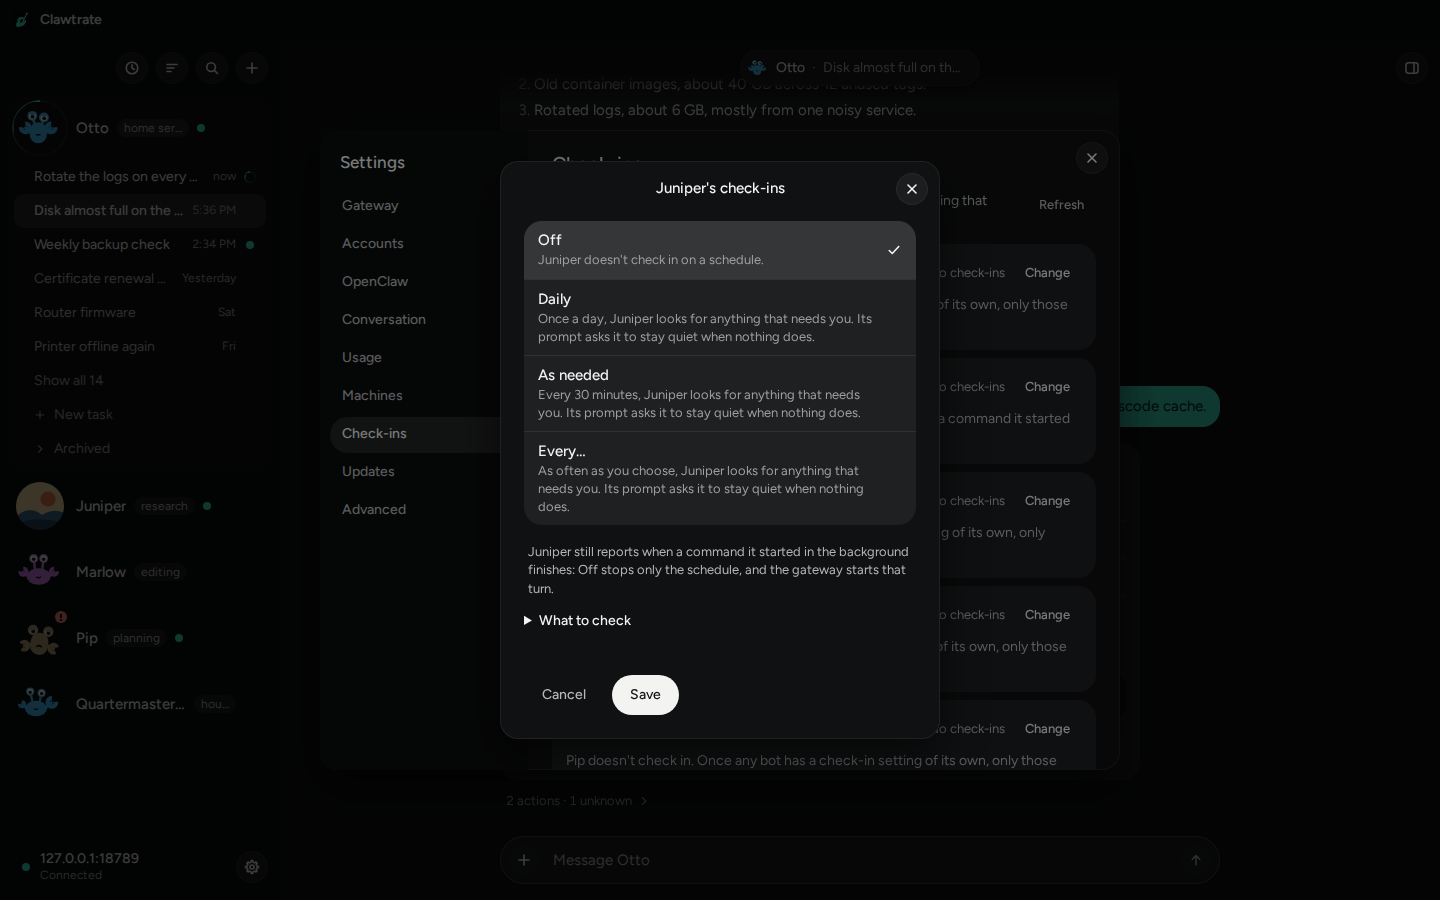 Clawtrate
Otto
home ser...
Rotate the logs on every ...
now
Disk almost full on the ...
5:36 PM
Weekly backup check
2:34 PM
Certificate renewal ...
Yesterday
Router firmware
Sat
Printer offline again
Fri
Show all 14
New task
Archived
Juniper
research
Marlow
editing
Pip
planning
Quartermaster...
hou...
127.0.0.1:18789
Connected
Otto · Disk almost full on th...
2. Old container images, about 40 GB across 12 unused tags.
3. Rotated logs, about 6 GB, mostly from one noisy service.
Settings
Gateway
Accounts
OpenClaw
Conversation
Usage
Machines
Check-ins
Updates
Advanced
ing that
Refresh
o check-ins
Change
of its own, only those
o check-ins
Change
a command it started
o check-ins
Change
g of its own, only
o check-ins
Change
of its own, only those
o check-ins
Change
Pip doesn't check in. Once any bot has a check-in setting of its own, only those
scode cache.
Juniper's check-ins
Off
Juniper doesn't check in on a schedule.
Daily
Once a day, Juniper looks for anything that needs you. Its
prompt asks it to stay quiet when nothing does.
As needed
Every 30 minutes, Juniper looks for anything that needs
you. Its prompt asks it to stay quiet when nothing does.
Every...
As often as you choose, Juniper looks for anything that
needs you. Its prompt asks it to stay quiet when nothing
does.
Juniper still reports when a command it started in the background
finishes: Off stops only the schedule, and the gateway starts that
turn.
What to check
Cancel
Save
2 actions · 1 unknown
Message Otto